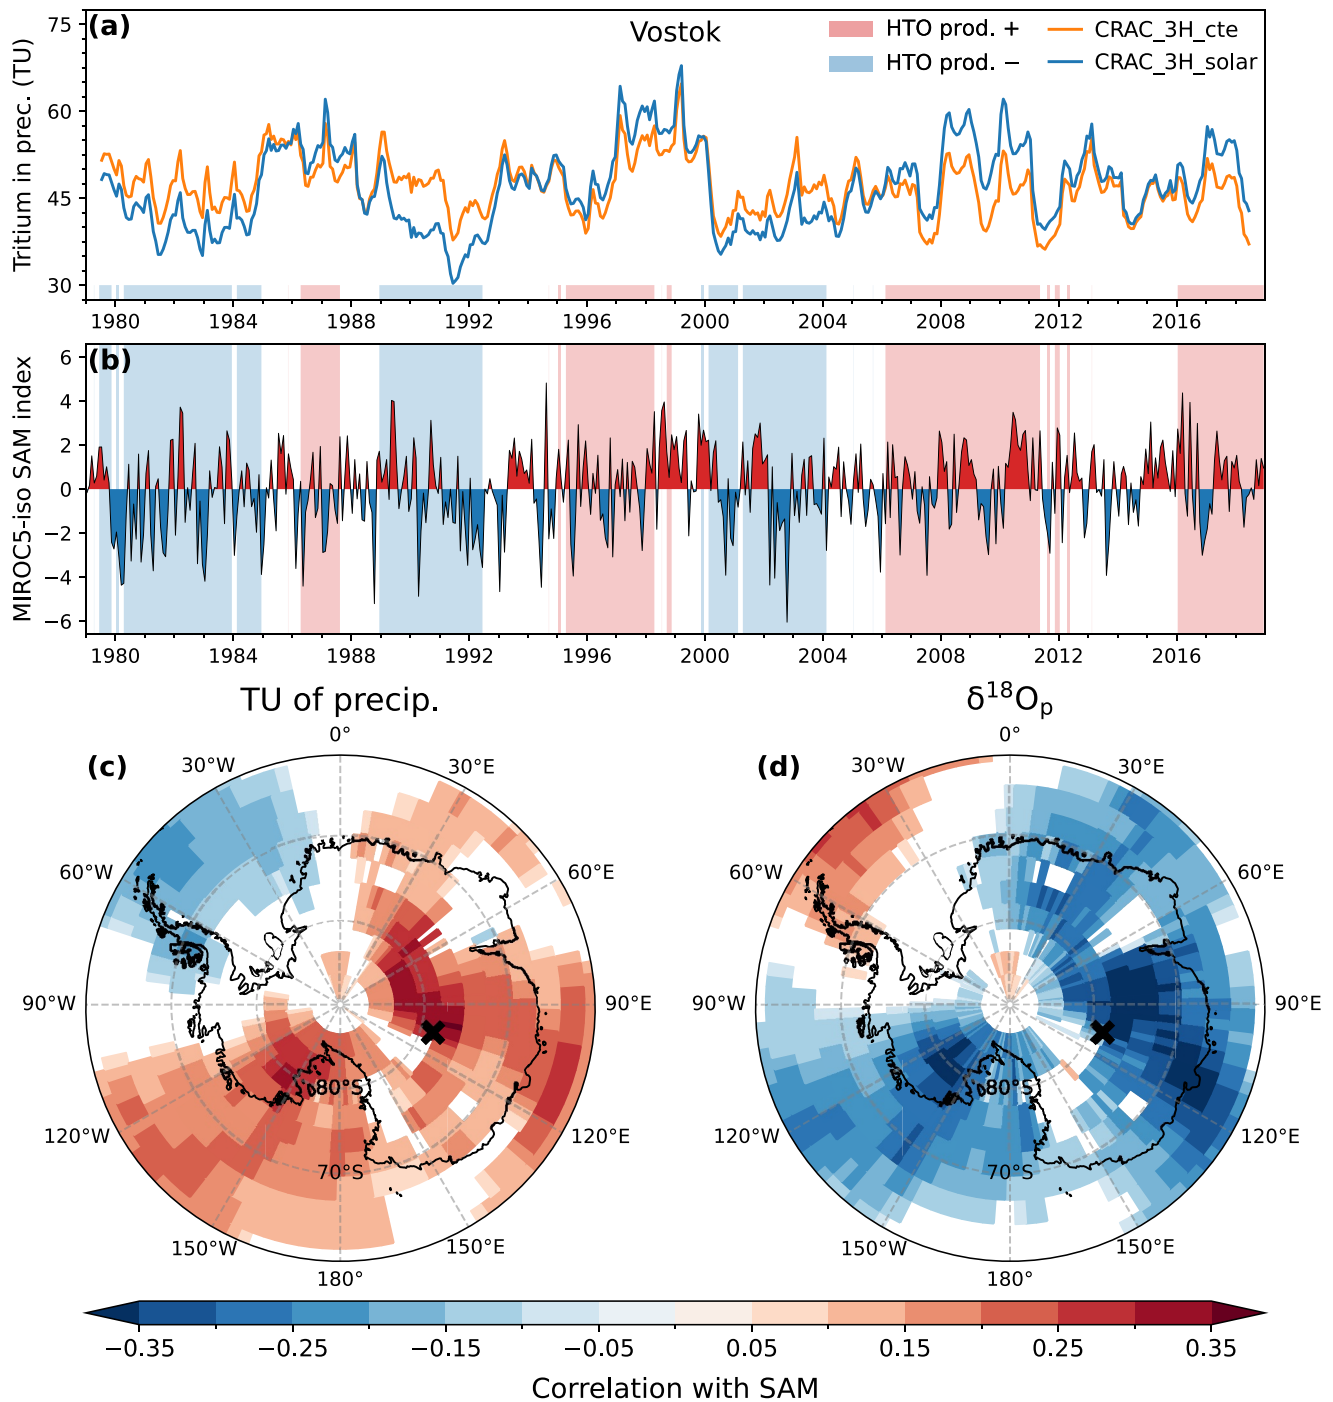 (a)
Vostok
HTO prod. +
HTO prod. −
CRAC_3H_cte
CRAC_3H_solar
Tritium in prec. (TU)
75
60
45
30
1980 1984 1988 1992 1996 2000 2004 2008 2012 2016
(b)
MIROC5-iso SAM index
6
4
2
0
−2
−4
−6
1980 1984 1988 1992 1996 2000 2004 2008 2012 2016
TU of precip.
(c)
0°
30°E
60°E
90°E
120°E
150°E
180°
150°W
120°W
90°W
60°W
30°W
80°S
70°S
δ¹⁸Oₚ
(d)
0°
30°E
60°E
90°E
120°E
150°E
180°
150°W
120°W
90°W
60°W
30°W
80°S
70°S
−0.35 −0.25 −0.15 −0.05 0.05 0.15 0.25 0.35
Correlation with SAM